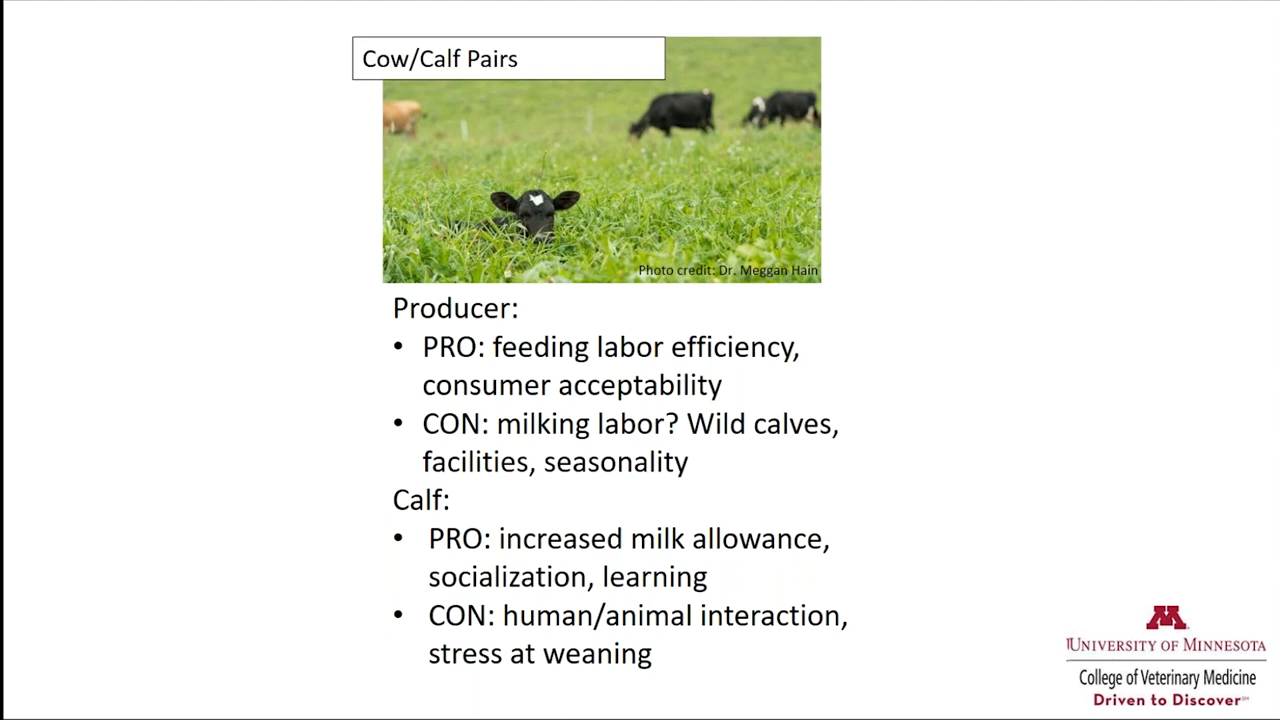 Cow/Calf Pairs
Photo credit: Dr. Meggan Hain
Producer:
• PRO: feeding labor efficiency,
consumer acceptability
• CON: milking labor? Wild calves,
facilities, seasonality
Calf:
• PRO: increased milk allowance,
socialization, learning
• CON: human/animal interaction,
stress at weaning
M
UNIVERSITY OF MINNESOTA
College of Veterinary Medicine
Driven to Discover℠